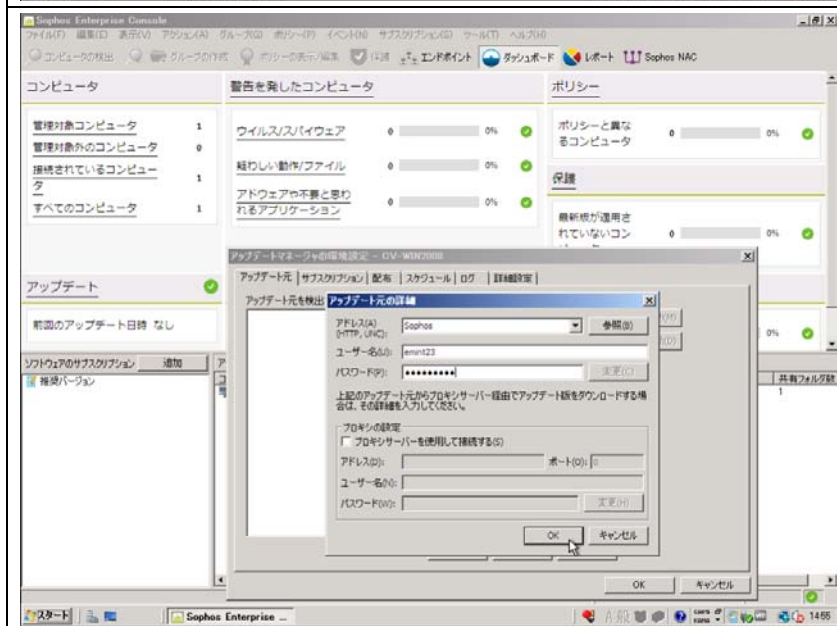 Sophos Enterprise Console
ファイル(F) 編集(E) 表示(V) アクション(A) グループ(G) ポリシー(P) イベント(N) サブスクリプション(S) ツール(T) ヘルプ(H)
コンピュータの検出 グループの作成 ポリシーの表示/編集 保護 エンドポイント ダッシュボード レポート Sophos NAC
コンピュータ
管理対象コンピュータ 1
管理対象外のコンピュータ 0
接続されているコンピュー
タ 1
すべてのコンピュータ 1
警告を発したコンピュータ
ウイルス/スパイウェア 0 0%
疑わしい動作/ファイル 0 0%
アドウェアや不要と思わ
れるアプリケーション 0 0%
ポリシー
ポリシーと異な
るコンピュータ 0 0%
保護
最新版が適用さ
れていないコン 0 0%
アップデート
前回のアップデート日時 なし
0%
ソフトウェアのサブスクリプション 追加
推奨バージョン
共有フォルダ数
1
アップデートマネージャの環境設定 - CV-WIN2008
アップデート元 サブスクリプション 配布 スケジュール ログ 詳細設定
アップデート元を検出
アップデート元の詳細
アドレス(A)
(HTTP, UNC): Sophos 参照(B)
ユーザー名(U): emint23
パスワード(P): ●●●●●●●●● 変更(C)
上記のアップデート元からプロキシサーバー経由でアップデート版をダウンロードする場
合は、その詳細を入力してください。
プロキシの設定
プロキシサーバーを使用して接続する(S)
アドレス(D): ポート(O): 0
ユーザー名(N):
パスワード(W): 変更(H)
OK キャンセル
OK キャンセル
スタート Sophos Enterprise ... A 般 CAPS KANA 14:55